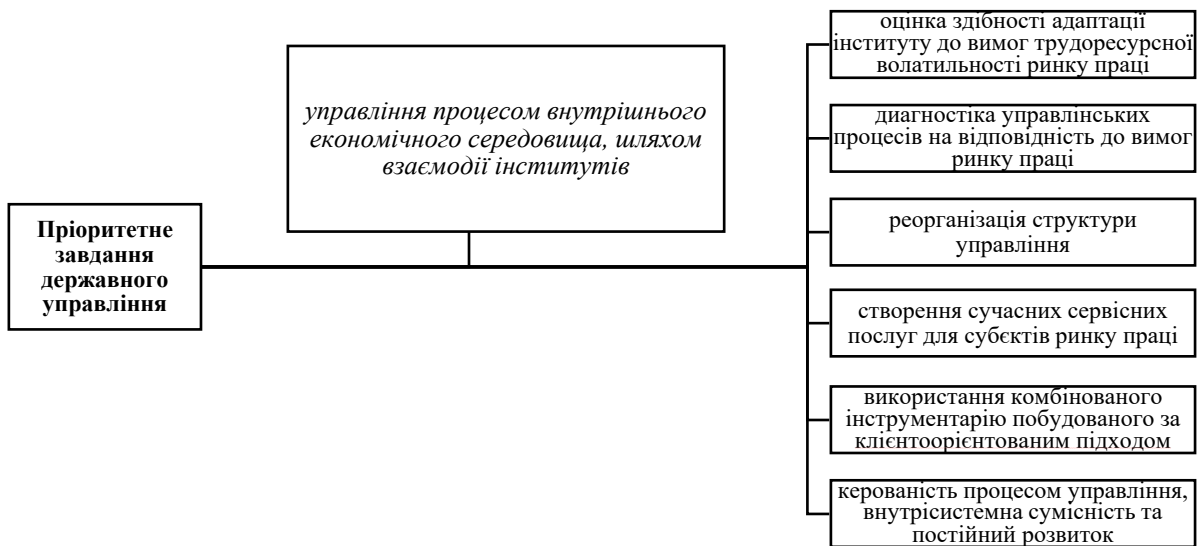 Пріоритетне
завдання
державного
управління
управління процесом внутрішнього
економічного середовища, шляхом
взаємодії інститутів
оцінка здібності адаптації
інституту до вимог трудоресурсної
волатильності ринку праці
диагностіка управлінських
процесів на відповідність до вимог
ринку праці
реорганізація структури
управління
створення сучасних сервісних
послуг для субєктів ринку праці
використання комбінованого
інструментарію побудованого за
клієнтоорієнтованим підходом
керованість процесом управління,
внутрісистемна сумісність та
постійний розвиток